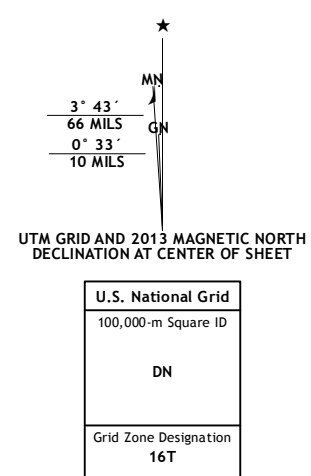 ★
MN
3° 43´
66 MILS
GN
0° 33´
10 MILS
UTM GRID AND 2013 MAGNETIC NORTH
DECLINATION AT CENTER OF SHEET
U.S. National Grid
100,000-m Square ID
DN
Grid Zone Designation
16T